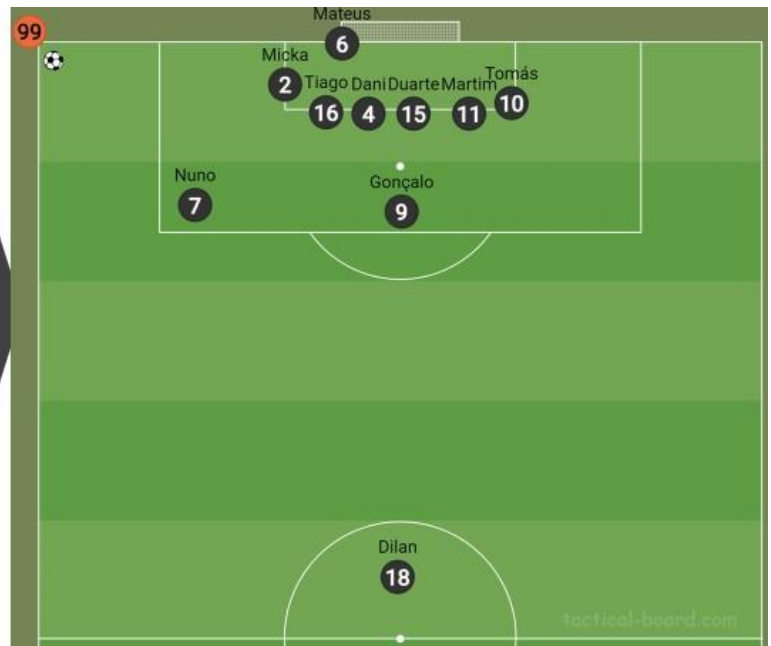 99
Mateus
6
Micka
2
Tiago
16
Dani
4
Duarte
15
Martim
11
Tomás
10
Nuno
7
Gonçalo
9
Dilan
18
tactical-board.com